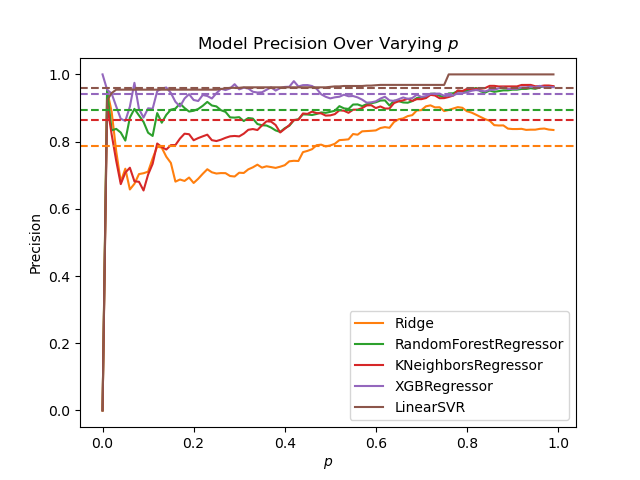 Model Precision Over Varying p
Precision
1.0
0.8
0.6
0.4
0.2
0.0
Ridge
RandomForestRegressor
KNeighborsRegressor
XGBRegressor
LinearSVR
0.0 0.2 0.4 0.6 0.8 1.0
p